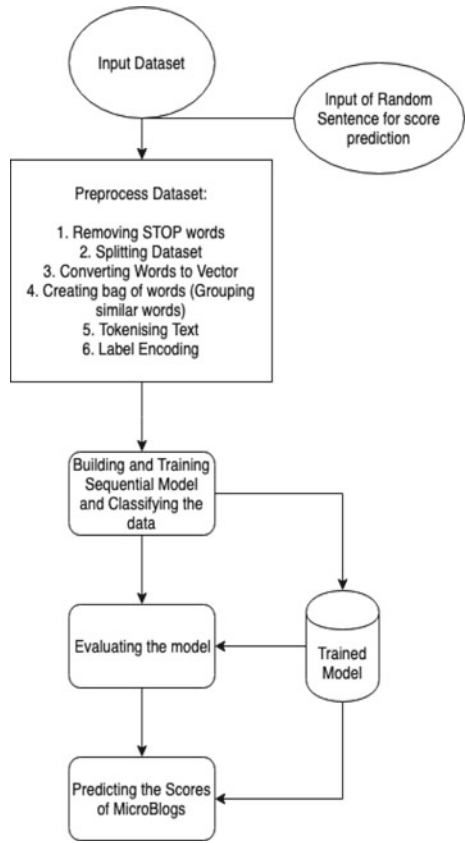 Input Dataset
Input of Random
Sentence for score
prediction
Preprocess Dataset:
1. Removing STOP words
2. Splitting Dataset
3. Converting Words to Vector
4. Creating bag of words (Grouping
similar words)
5. Tokenising Text
6. Label Encoding
Building and Training
Sequential Model
and Classifying the
data
Evaluating the model
Trained
Model
Predicting the Scores
of MicroBlogs